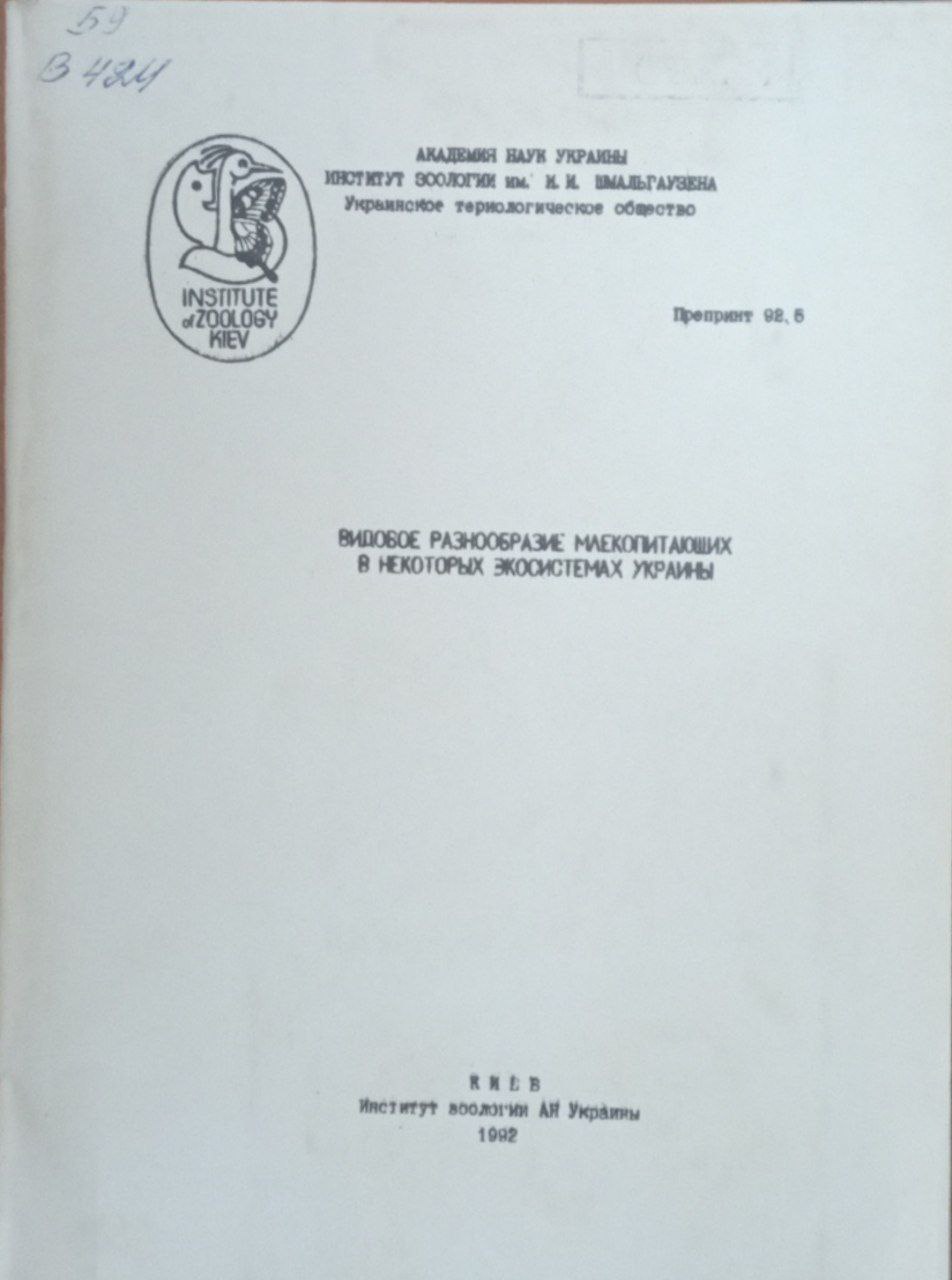 59
В 424
АКАДЕМИЯ НАУК УКРАИНЫ
ИНСТИТУТ ЗООЛОГИИ им. И. И. ШМАЛЬГАУЗЕНА
Украинское териологическое общество
INSTITUTE
of ZOOLOGY
KIEV
Препринт 92.5
ВИДОВОЕ РАЗНООБРАЗИЕ МЛЕКОПИТАЮЩИХ
В НЕКОТОРЫХ ЭКОСИСТЕМАХ УКРАИНЫ
КИЕВ
Институт зоологии АН Украины
1992